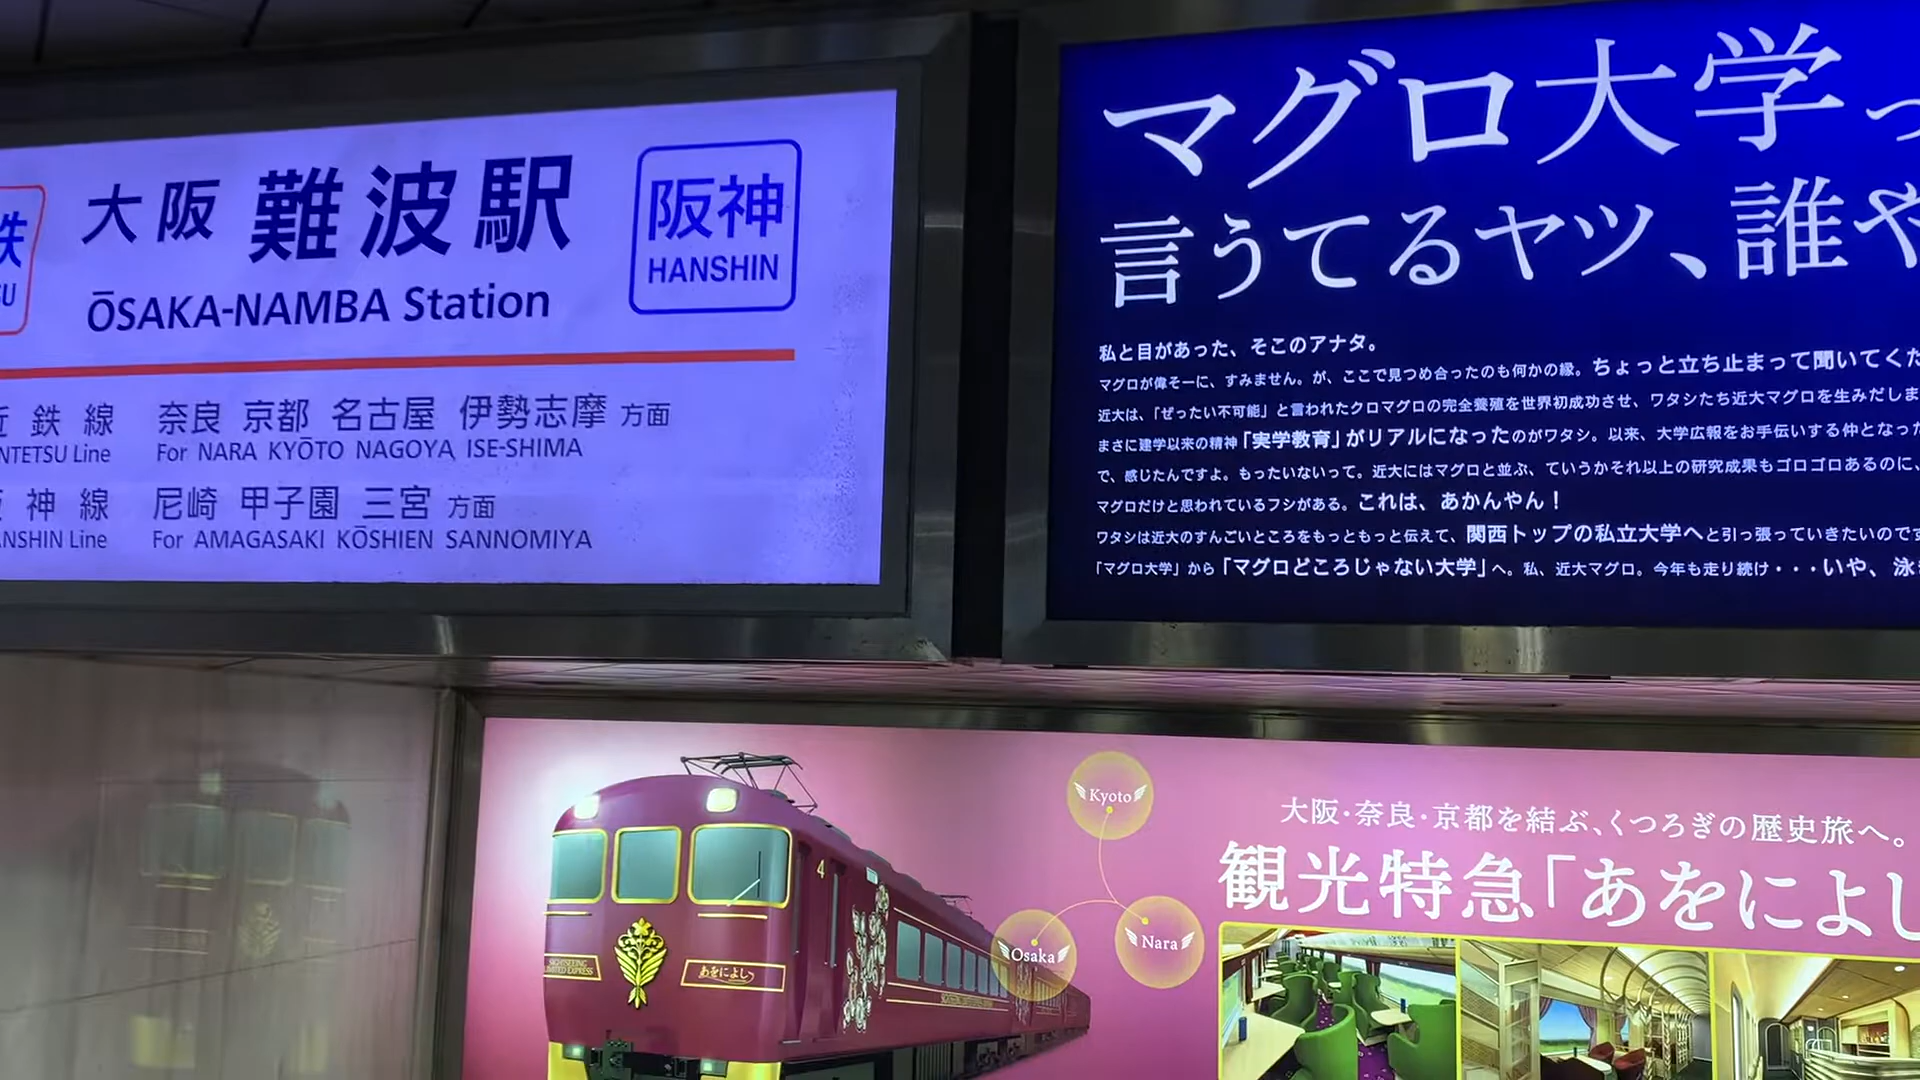 大阪 難波駅
ŌSAKA-NAMBA Station
阪神
HANSHIN
鉄 線 奈良 京都 名古屋 伊勢志摩 方面
NTETSU Line For NARA KYŌTO NAGOYA ISE-SHIMA
神 線 尼崎 甲子園 三宮 方面
NSHIN Line For AMAGASAKI KŌSHIEN SANNOMIYA
マグロ大学っ
言うてるヤツ、誰や
私と目があった、そこのアナタ。
マグロが偉そーに、すみません。が、ここで見つめ合ったのも何かの縁。ちょっと立ち止まって聞いてくだ
近大は、「ぜったい不可能」と言われたクロマグロの完全養殖を世界初成功させ、ワタシたち近大マグロを生みだしま
まさに建学以来の精神「実学教育」がリアルになったのがワタシ。以来、大学広報をお手伝いする仲となった
で、感じたんですよ。もったいないって。近大にはマグロと並ぶ、ていうかそれ以上の研究成果もゴロゴロあるのに、
マグロだけと思われているフシがある。これは、あかんやん！
ワタシは近大のすんごいところをもっともっと伝えて、関西トップの私立大学へと引っ張っていきたいのです
「マグロ大学」から「マグロどころじゃない大学」へ。私、近大マグロ。今年も走り続け・・・いや、泳
Kyoto
Osaka
Nara
大阪・奈良・京都を結ぶ、くつろぎの歴史旅へ。
観光特急「あをによし
4
SIGHTSEEING
LIMITED EXPRESS
あをによし